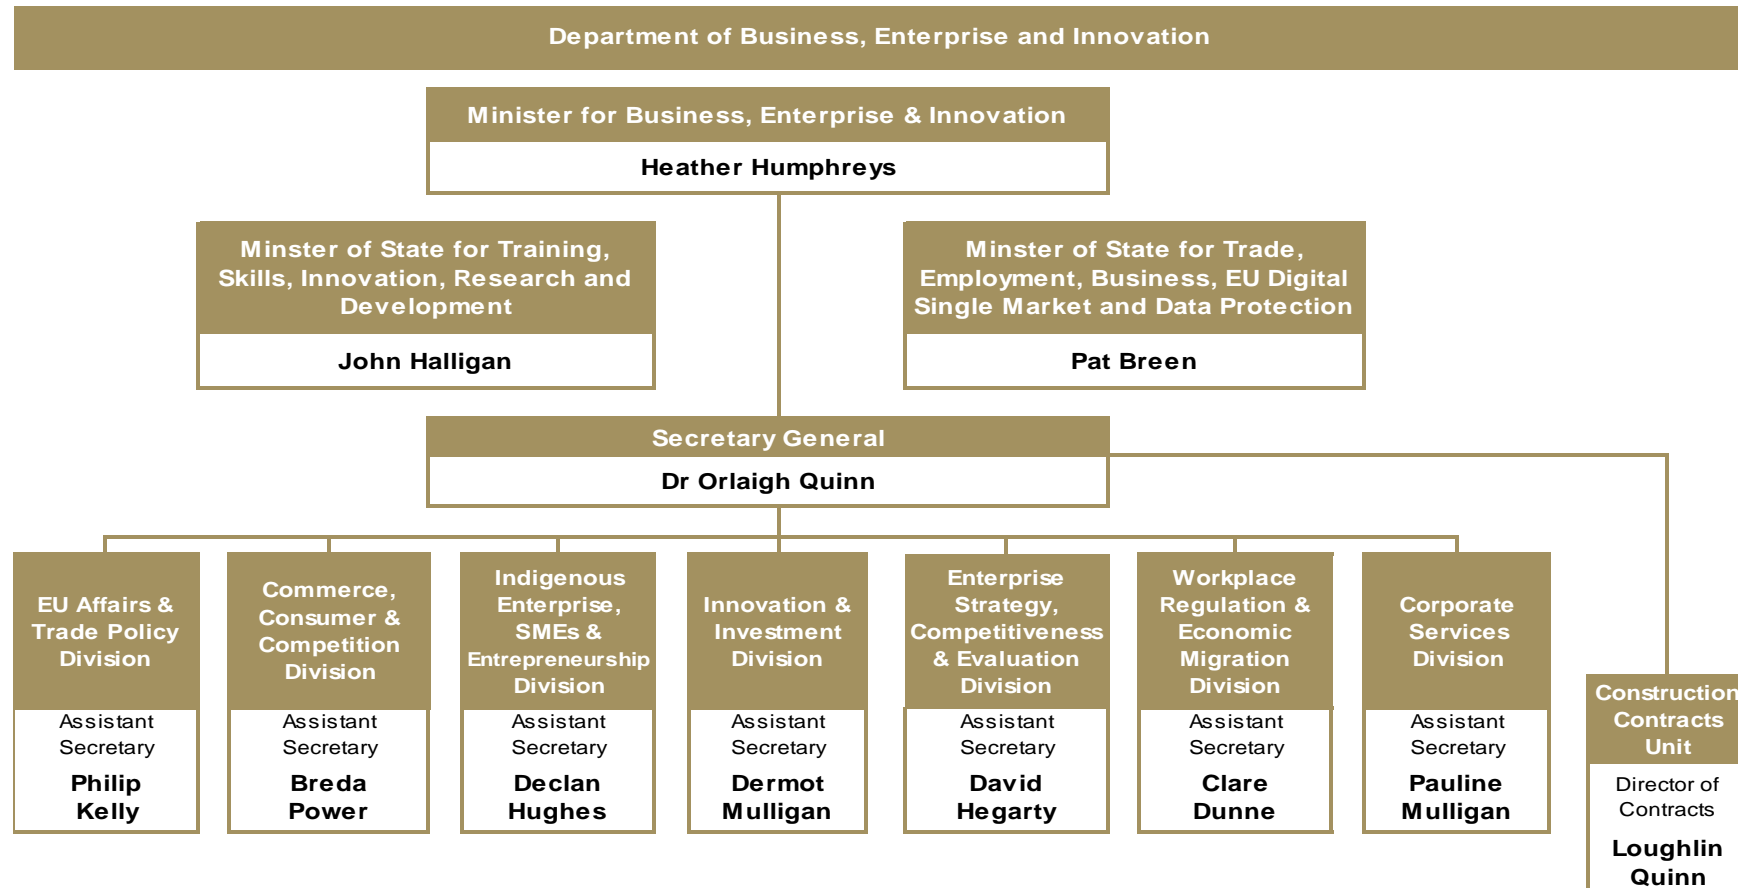 Department of Business, Enterprise and Innovation
Minister for Business, Enterprise & Innovation
Heather Humphreys
Minster of State for Training,
Skills, Innovation, Research and
Development
John Halligan
Minster of State for Trade,
Employment, Business, EU Digital
Single Market and Data Protection
Pat Breen
Secretary General
Dr Orlaigh Quinn
EU Affairs &
Trade Policy
Division
Assistant
Secretary
Philip
Kelly
Commerce,
Consumer &
Competition
Division
Assistant
Secretary
Breda
Power
Indigenous
Enterprise,
SMEs &
Entrepreneurship
Division
Assistant
Secretary
Declan
Hughes
Innovation &
Investment
Division
Assistant
Secretary
Dermot
Mulligan
Enterprise
Strategy,
Competitiveness
& Evaluation
Division
Assistant
Secretary
David
Hegarty
Workplace
Regulation &
Economic
Migration
Division
Assistant
Secretary
Clare
Dunne
Corporate
Services
Division
Assistant
Secretary
Pauline
Mulligan
Construction
Contracts
Unit
Director of
Contracts
Loughlin
Quinn